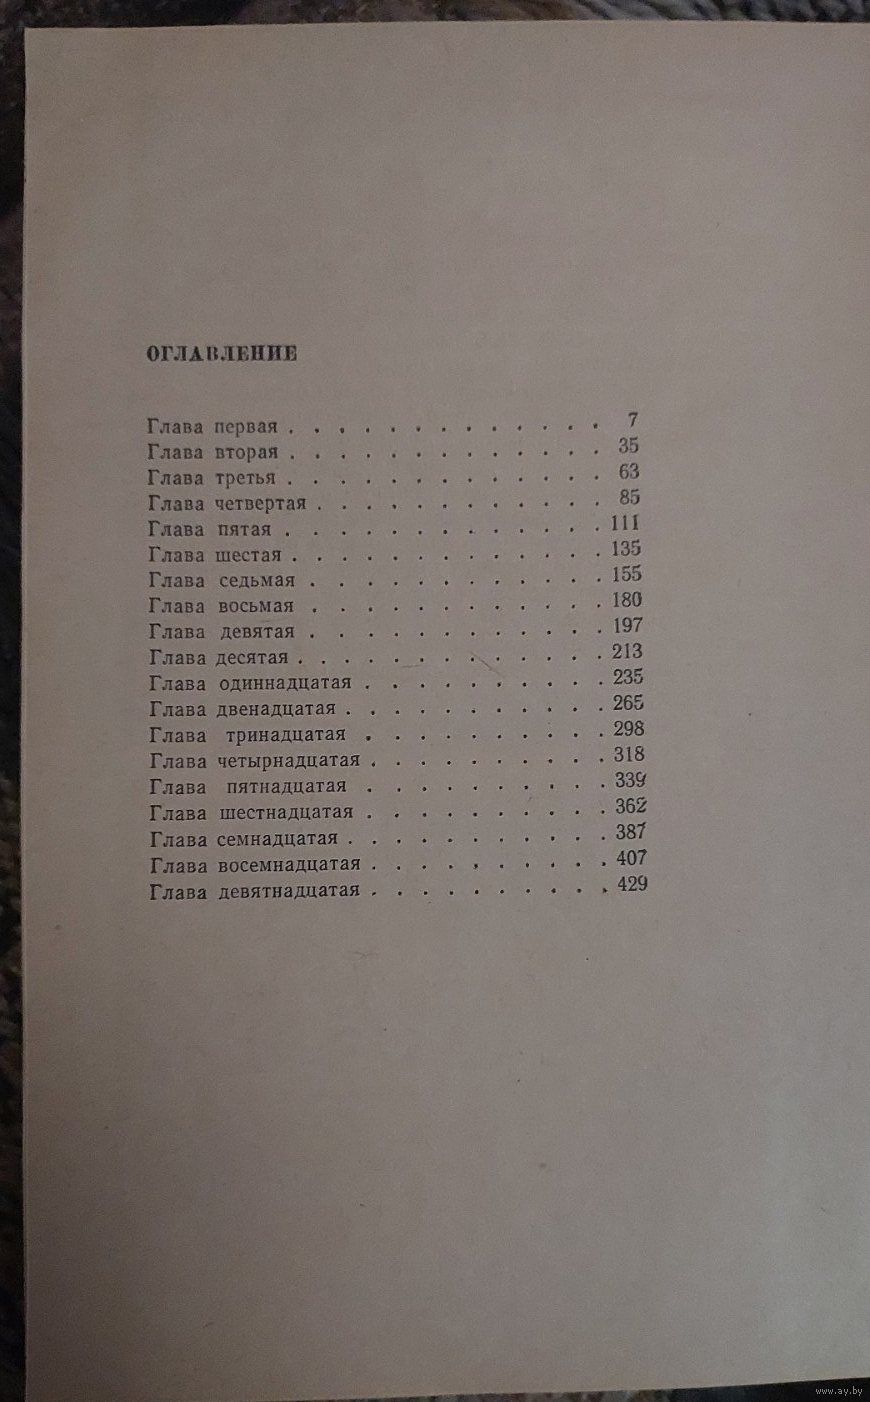 ОГЛАВЛЕНИЕ
Глава первая . . . . . . . . . . . . . 7
Глава вторая . . . . . . . . . . . . . 35
Глава третья . . . . . . . . . . . . . 63
Глава четвертая . . . . . . . . . . . . 85
Глава пятая . . . . . . . . . . . . . 111
Глава шестая . . . . . . . . . . . . . 135
Глава седьмая . . . . . . . . . . . . 155
Глава восьмая . . . . . . . . . . . . 180
Глава девятая . . . . . . . . . . . . 197
Глава десятая . . . . . . . . . . . . . 213
Глава одиннадцатая . . . . . . . . . . 235
Глава двенадцатая . . . . . . . . . . . 265
Глава тринадцатая . . . . . . . . . . 298
Глава четырнадцатая . . . . . . . . . . 318
Глава пятнадцатая . . . . . . . . . . 339
Глава шестнадцатая . . . . . . . . . . 362
Глава семнадцатая . . . . . . . . . . . 387
Глава восемнадцатая . . . . . . . . . . 407
Глава девятнадцатая . . . . . . . . . . 429
www.ay.by